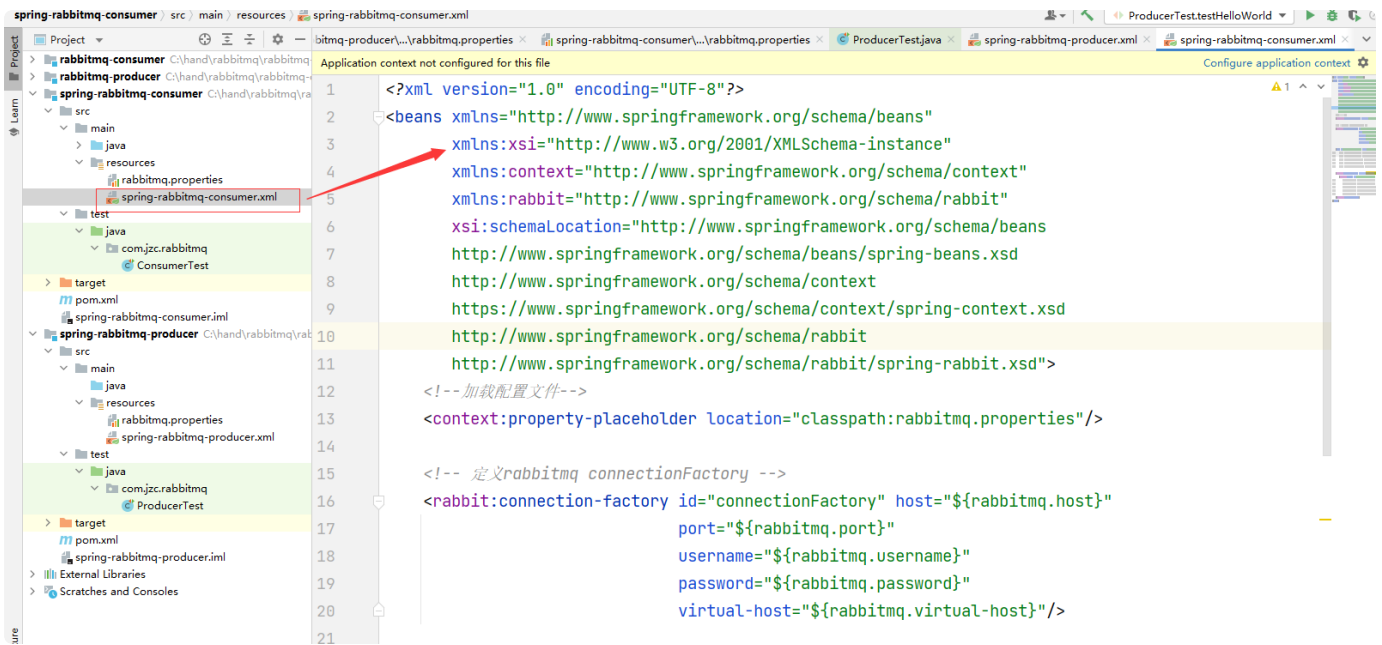 spring-rabbitmq-consumer > src > main > resources > spring-rabbitmq-consumer.xml
ProducerTest.testHelloWorld
Project
bitmq-producer\...\rabbitmq.properties
spring-rabbitmq-consumer\...\rabbitmq.properties
ProducerTest.java
spring-rabbitmq-producer.xml
spring-rabbitmq-consumer.xml
Project
Learn
rabbitmq-consumer C:\hand\rabbitmq\rabbitmq-
rabbitmq-producer C:\hand\rabbitmq\rabbitmq-
spring-rabbitmq-consumer C:\hand\rabbitmq\ra
src
main
java
resources
rabbitmq.properties
spring-rabbitmq-consumer.xml
test
java
com.jzc.rabbitmq
ConsumerTest
target
pom.xml
spring-rabbitmq-consumer.iml
spring-rabbitmq-producer C:\hand\rabbitmq\rab
src
main
java
resources
rabbitmq.properties
spring-rabbitmq-producer.xml
test
java
com.jzc.rabbitmq
ProducerTest
target
pom.xml
spring-rabbitmq-producer.iml
External Libraries
Scratches and Consoles
Application context not configured for this file
Configure application context
1
1 <?xml version="1.0" encoding="UTF-8"?>
2 <beans xmlns="http://www.springframework.org/schema/beans"
3 xmlns:xsi="http://www.w3.org/2001/XMLSchema-instance"
4 xmlns:context="http://www.springframework.org/schema/context"
5 xmlns:rabbit="http://www.springframework.org/schema/rabbit"
6 xsi:schemaLocation="http://www.springframework.org/schema/beans
7 http://www.springframework.org/schema/beans/spring-beans.xsd
8 http://www.springframework.org/schema/context
9 https://www.springframework.org/schema/context/spring-context.xsd
10 http://www.springframework.org/schema/rabbit
11 http://www.springframework.org/schema/rabbit/spring-rabbit.xsd">
12 <!--加载配置文件-->
13 <context:property-placeholder location="classpath:rabbitmq.properties"/>
14
15 <!-- 定义rabbitmq connectionFactory -->
16 <rabbit:connection-factory id="connectionFactory" host="${rabbitmq.host}"
17 port="${rabbitmq.port}"
18 username="${rabbitmq.username}"
19 password="${rabbitmq.password}"
20 virtual-host="${rabbitmq.virtual-host}"/>
21